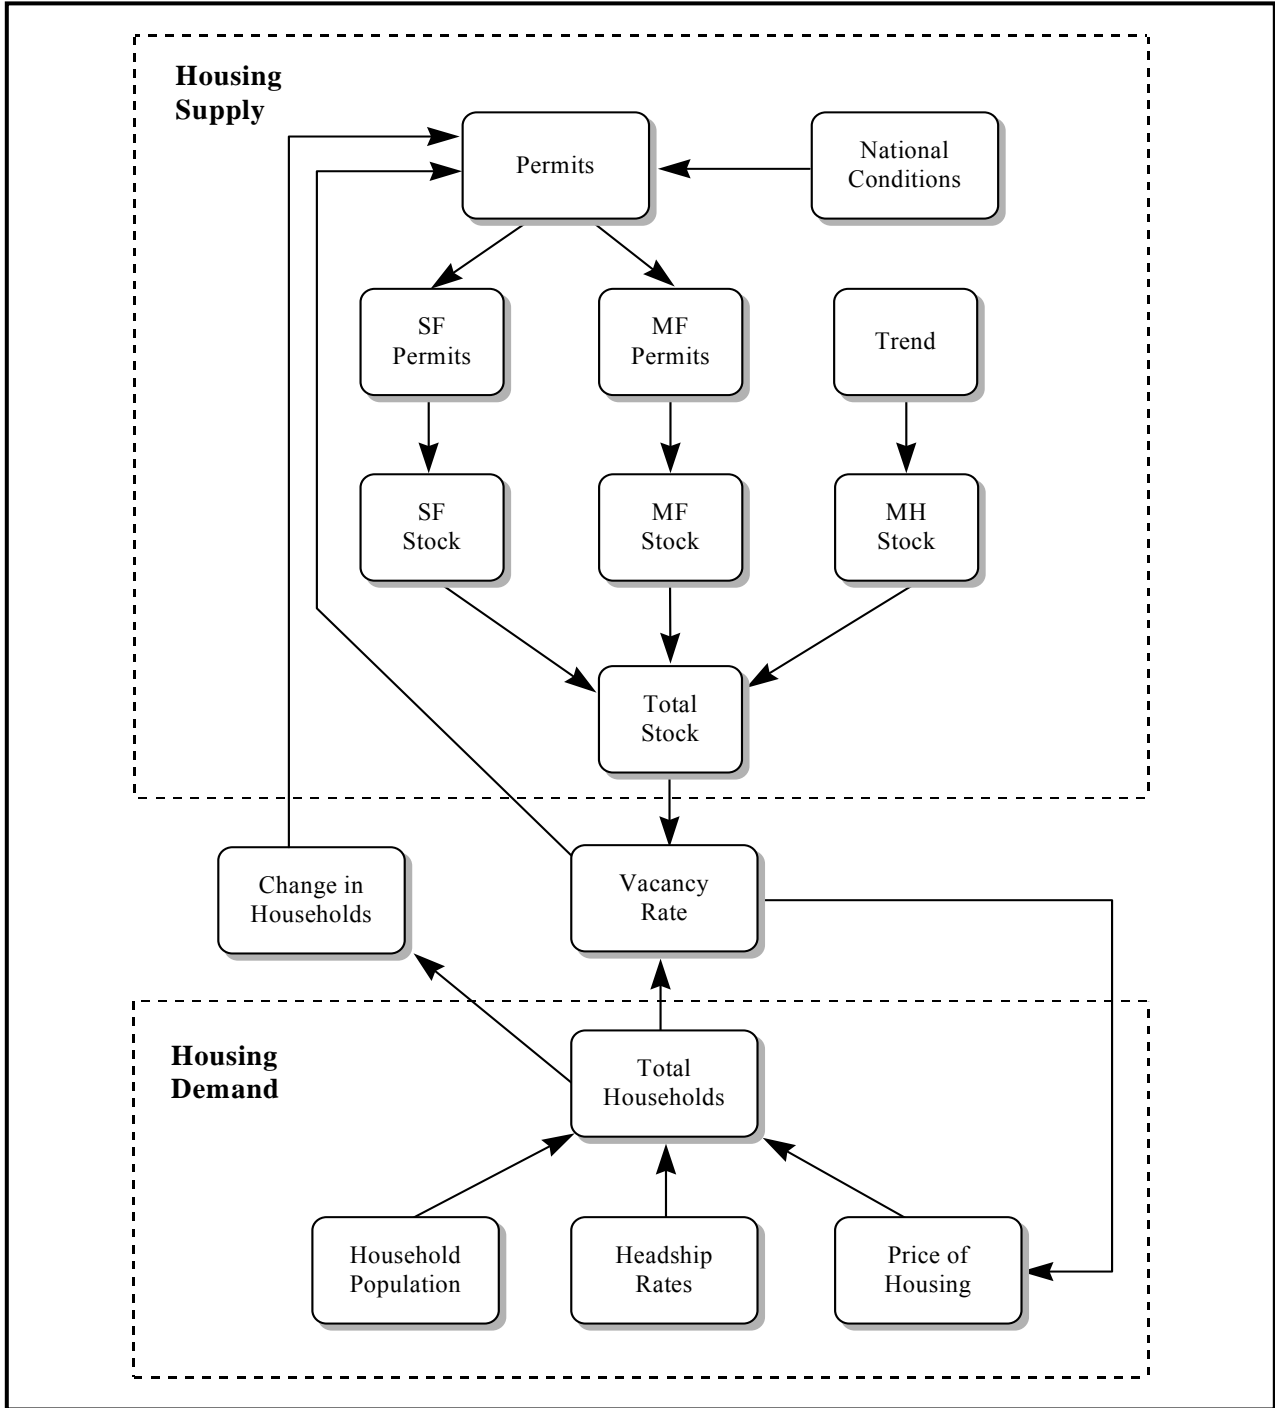 Housing
Supply
Permits
National
Conditions
SF
Permits
MF
Permits
Trend
SF
Stock
MF
Stock
MH
Stock
Total
Stock
Change in
Households
Vacancy
Rate
Housing
Demand
Total
Households
Household
Population
Headship
Rates
Price of
Housing